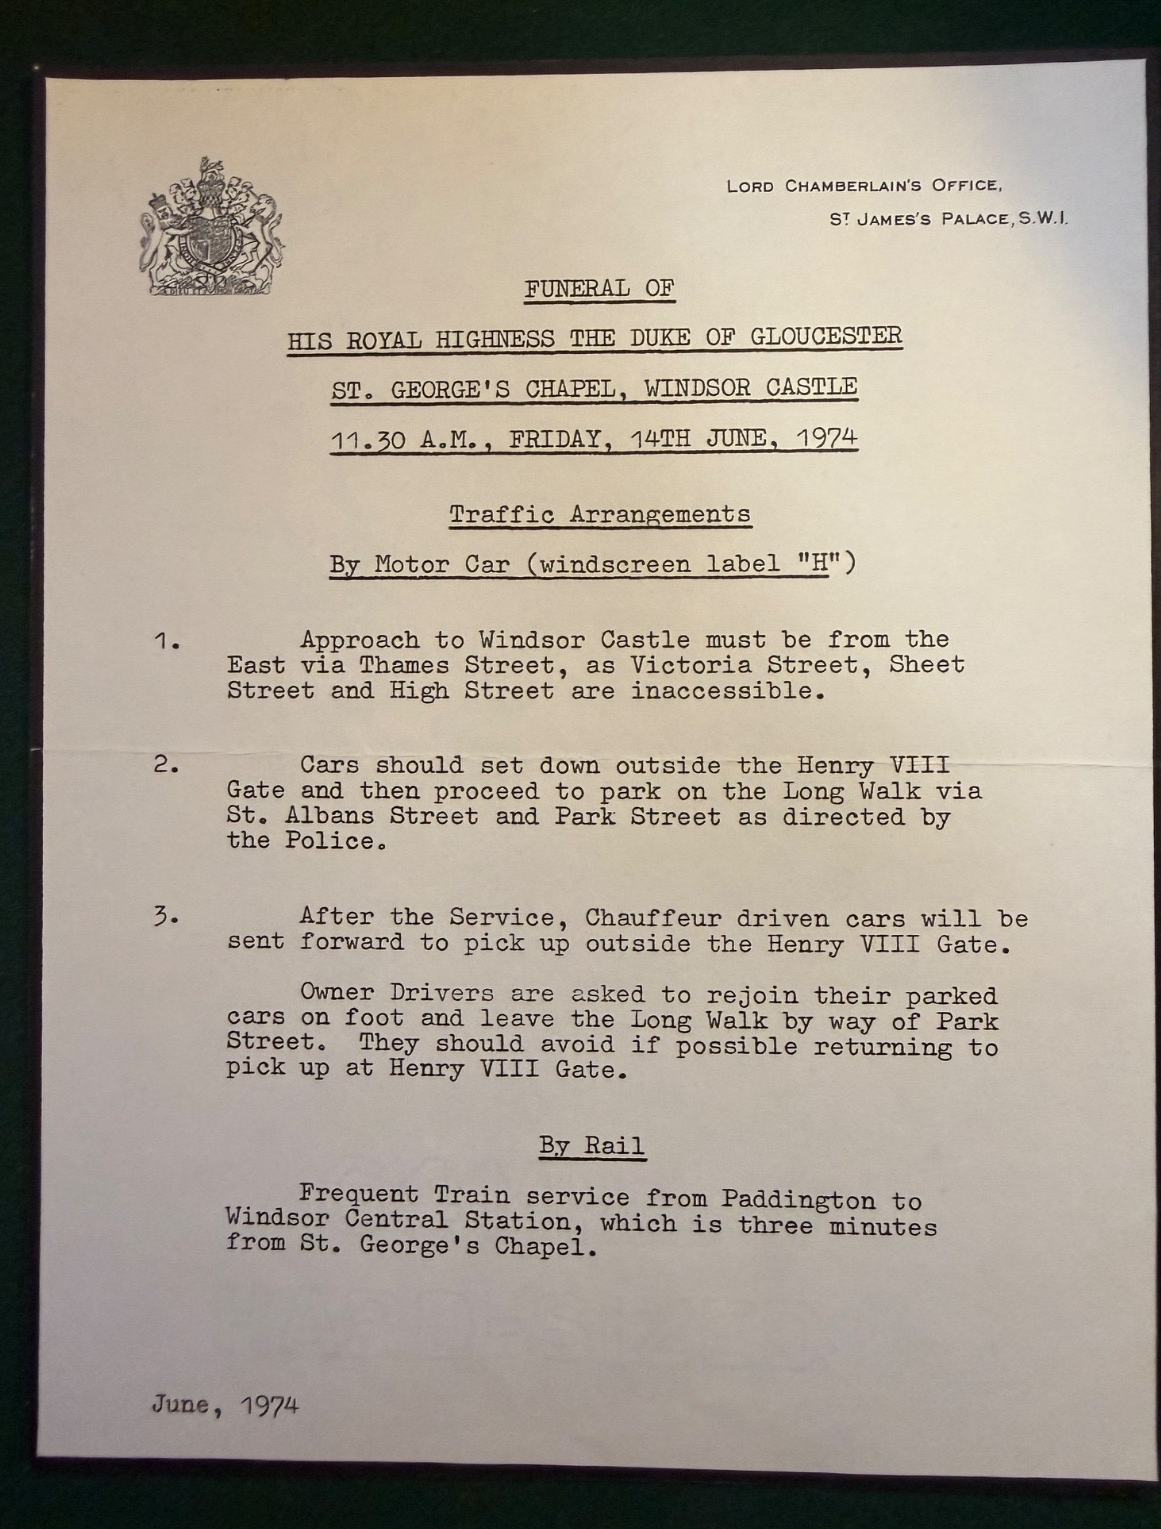 LORD CHAMBERLAIN'S OFFICE,
ST JAMES'S PALACE, S.W.1.
FUNERAL OF
HIS ROYAL HIGHNESS THE DUKE OF GLOUCESTER
ST. GEORGE'S CHAPEL, WINDSOR CASTLE
11.30 A.M., FRIDAY, 14TH JUNE, 1974
Traffic Arrangements
By Motor Car (windscreen label "H")
1. Approach to Windsor Castle must be from the
East via Thames Street, as Victoria Street, Sheet
Street and High Street are inaccessible.
2. Cars should set down outside the Henry VIII
Gate and then proceed to park on the Long Walk via
St. Albans Street and Park Street as directed by
the Police.
3. After the Service, Chauffeur driven cars will be
sent forward to pick up outside the Henry VIII Gate.
Owner Drivers are asked to rejoin their parked
cars on foot and leave the Long Walk by way of Park
Street. They should avoid if possible returning to
pick up at Henry VIII Gate.
By Rail
Frequent Train service from Paddington to
Windsor Central Station, which is three minutes
from St. George's Chapel.
June, 1974